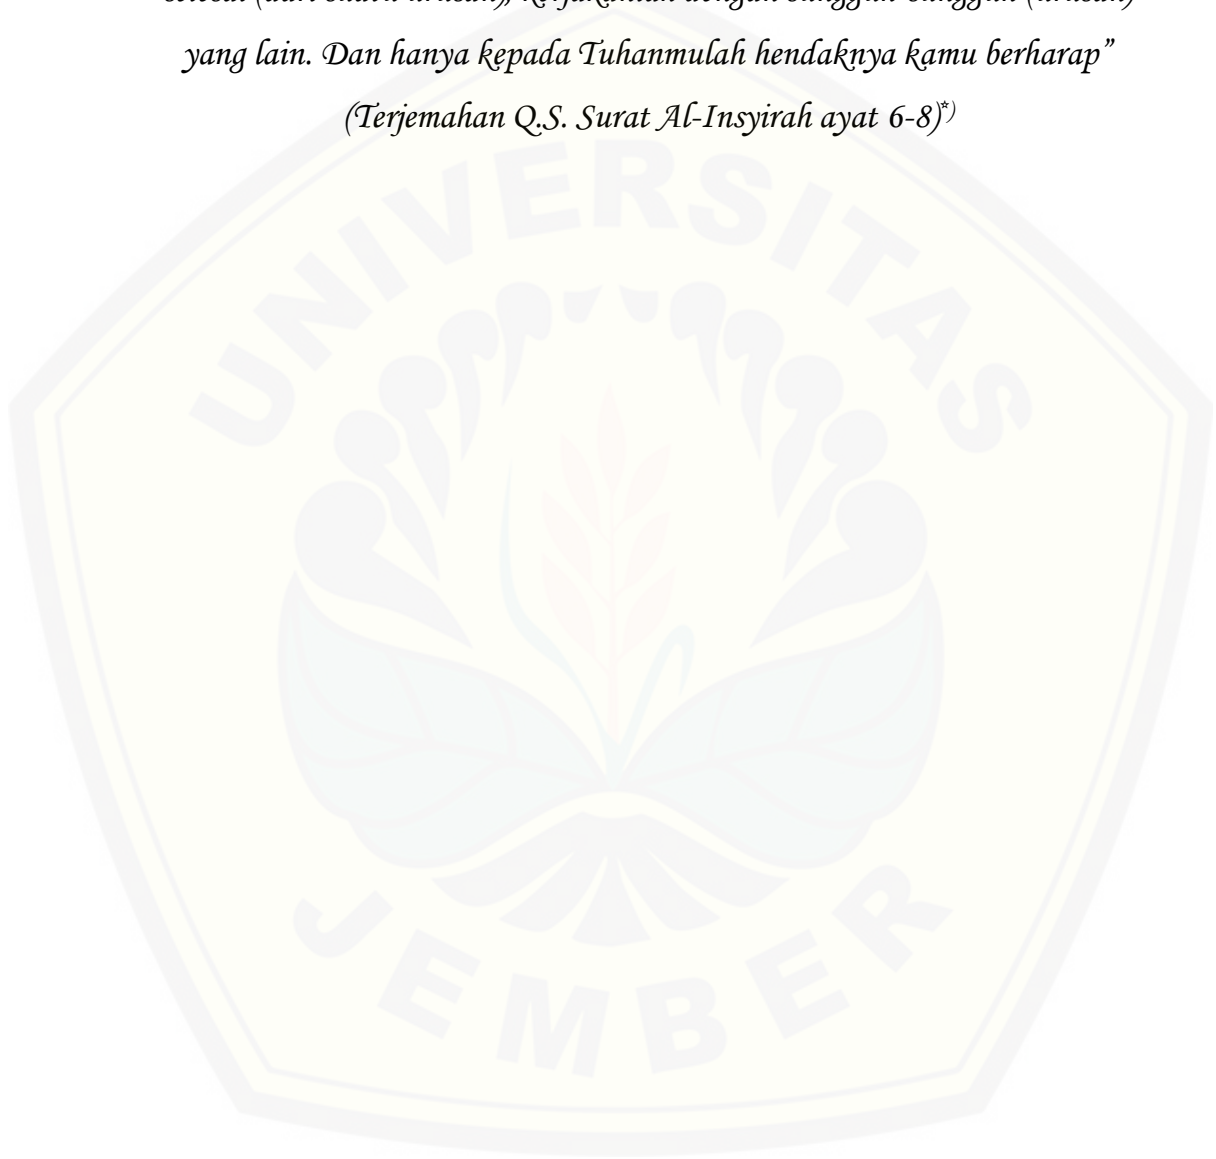 yang lain. Dan hanya kepada Tuhanmulah hendaknya kamu berharap”
(Terjemahan Q.S. Surat Al-Insyirah ayat 6-8)*)
UNIVERSITAS
JEMBER